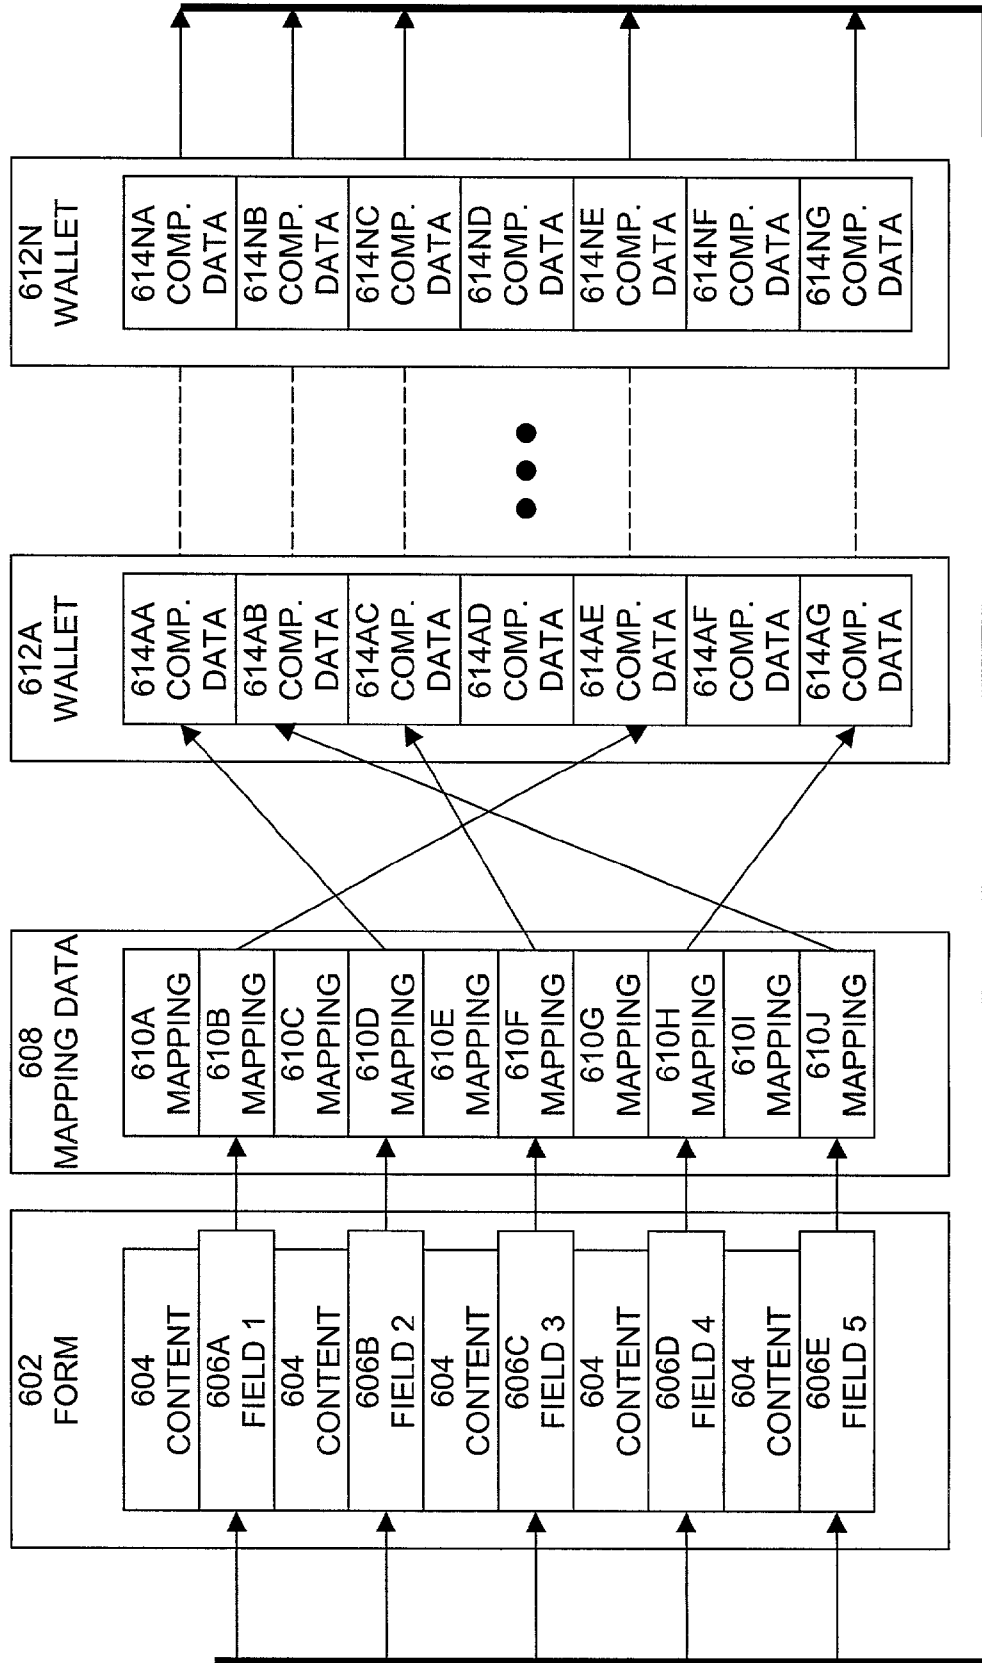 602
FORM
604
CONTENT
606A
FIELD 1
604
CONTENT
606B
FIELD 2
604
CONTENT
606C
FIELD 3
604
CONTENT
606D
FIELD 4
604
CONTENT
606E
FIELD 5
608
MAPPING DATA
610A
MAPPING
610B
MAPPING
610C
MAPPING
610D
MAPPING
610E
MAPPING
610F
MAPPING
610G
MAPPING
610H
MAPPING
610I
MAPPING
610J
MAPPING
612A
WALLET
614AA
COMP.
DATA
614AB
COMP.
DATA
614AC
COMP.
DATA
614AD
COMP.
DATA
614AE
COMP.
DATA
614AF
COMP.
DATA
614AG
COMP.
DATA
612N
WALLET
614NA
COMP.
DATA
614NB
COMP.
DATA
614NC
COMP.
DATA
614ND
COMP.
DATA
614NE
COMP.
DATA
614NF
COMP.
DATA
614NG
COMP.
DATA